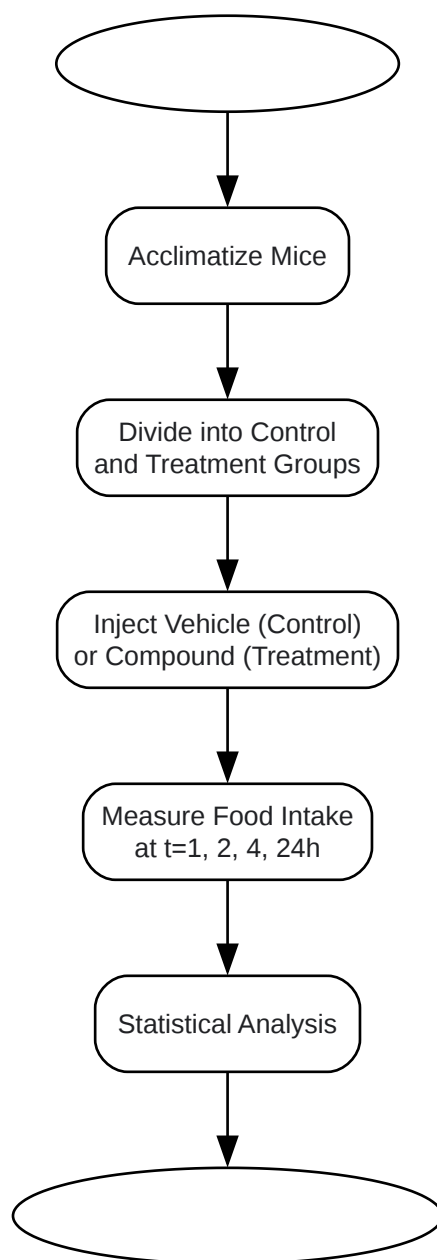 Acclimatize Mice
Divide into Control
and Treatment Groups
Inject Vehicle (Control)
or Compound (Treatment)
Measure Food Intake
at t=1, 2, 4, 24h
Statistical Analysis